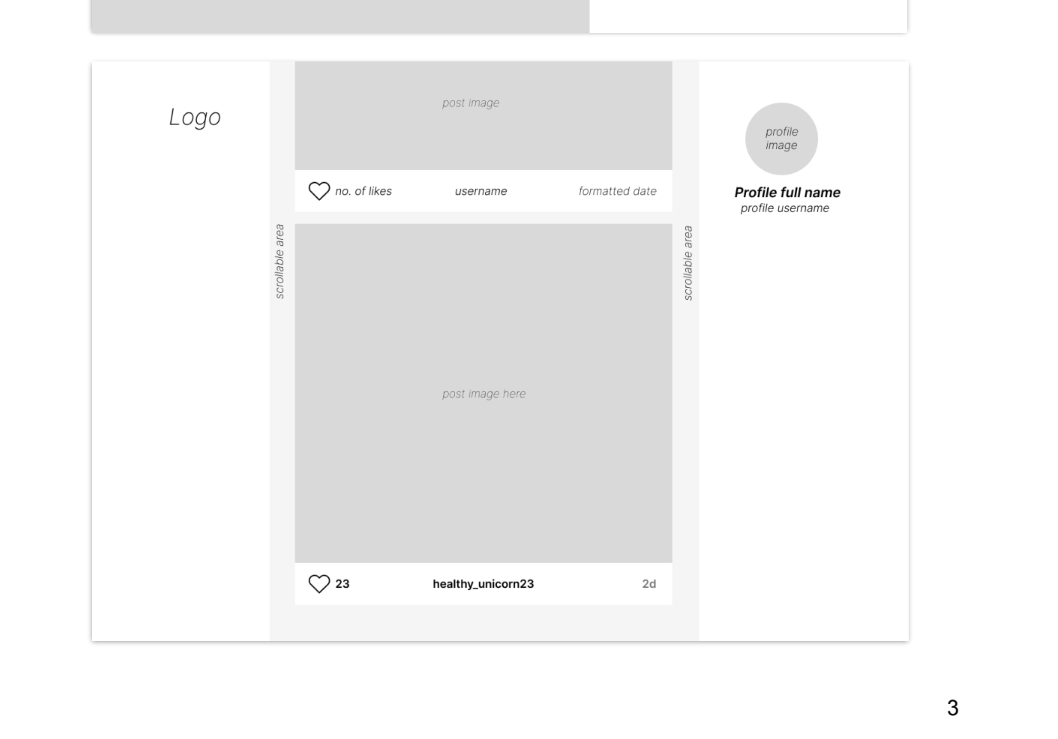 Logo
post image
no. of likes
username
formatted date
scrollable area
post image here
23
healthy_unicorn23
2d
scrollable area
profile
image
Profile full name
profile username
3